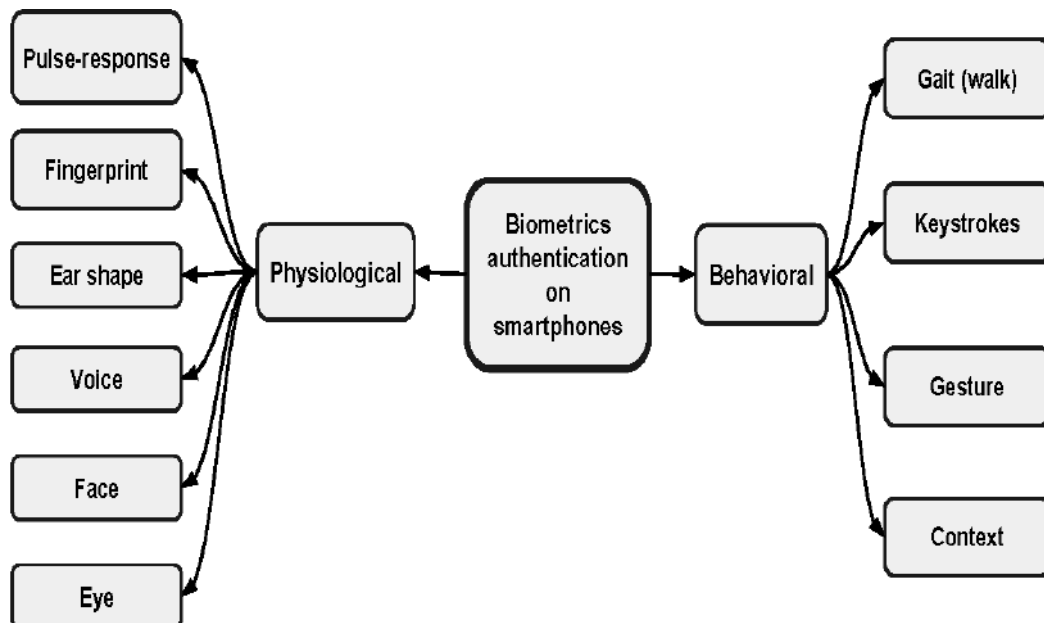 Pulse-response
Fingerprint
Ear shape
Voice
Face
Eye
Physiological
Biometrics
authentication
on
smartphones
Behavioral
Gait (walk)
Keystrokes
Gesture
Context